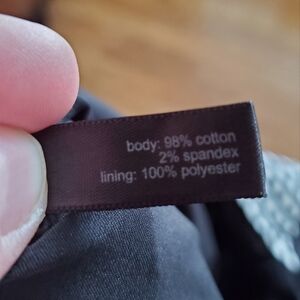 body: 98% cotton
2% spandex
lining: 100% polyester